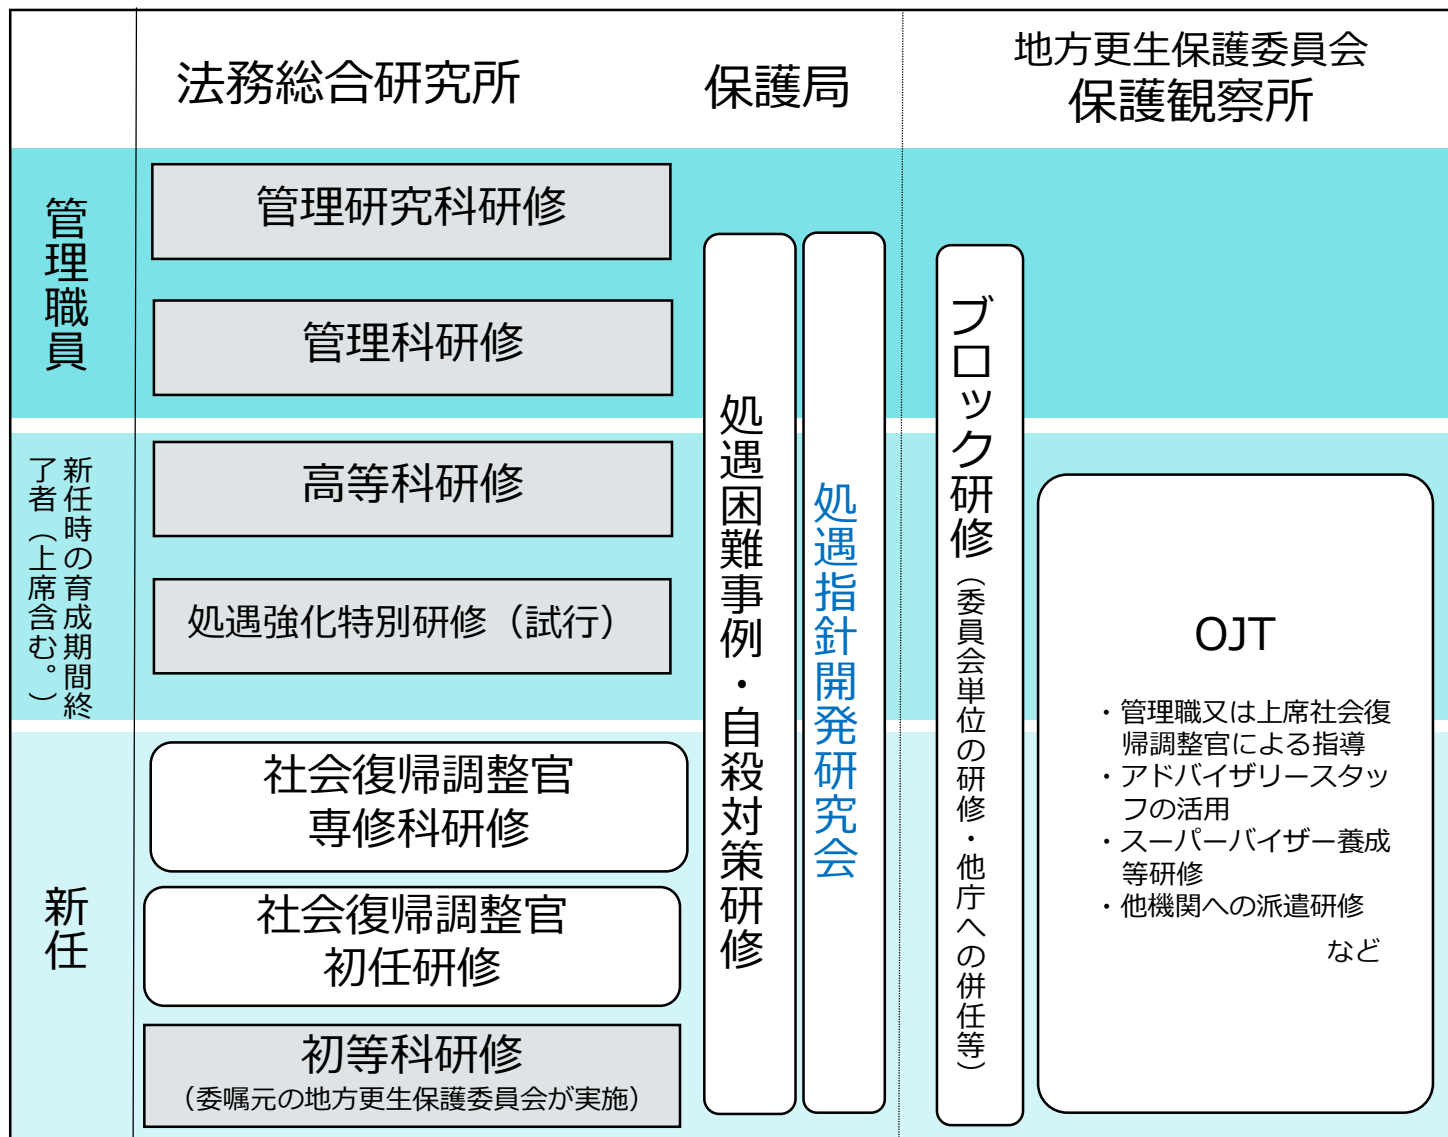 法務総合研究所
保護局
地方更生保護委員会
保護観察所
管理職員
管理研究科研修
管理科研修
新任時の育成期間終
了者（上席含む。）
高等科研修
処遇強化特別研修（試行）
新任
社会復帰調整官
専修科研修
社会復帰調整官
初任研修
初等科研修
（委嘱元の地方更生保護委員会が実施）
処遇困難事例・自殺対策研修
処遇指針開発研究会
ブロック研修（委員会単位の研修・他庁への併任等）
OJT
・管理職又は上席社会復
帰調整官による指導
・アドバイザリースタッ
フの活用
・スーパーバイザー養成
等研修
・他機関への派遣研修
など